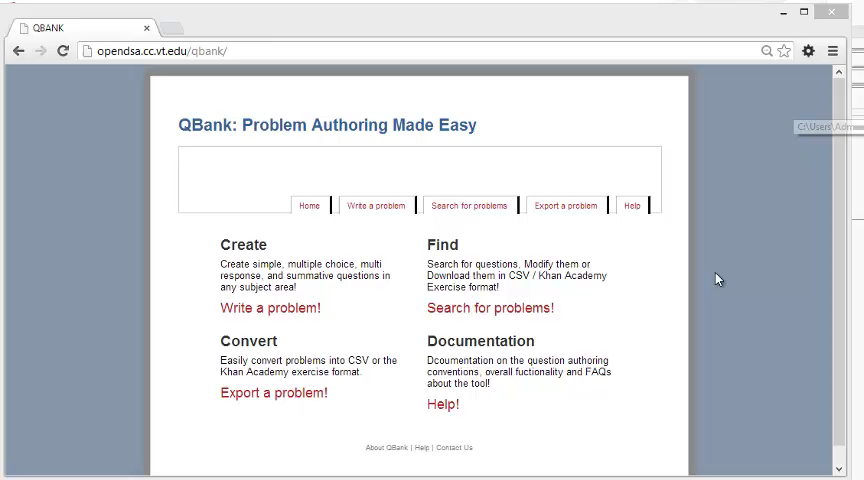 QBANK
opendsa.cc.vt.edu/qbank/
C:\Users\Adm
QBank: Problem Authoring Made Easy
Home Write a problem Search for problems Export a problem Help
Create
Create simple, multiple choice, multi
response, and summative questions in
any subject area!
Write a problem!
Find
Search for questions, Modify them or
Download them in CSV / Khan Academy
Exercise format!
Search for problems!
Convert
Easily convert problems into CSV or the
Khan Academy exercise format.
Export a problem!
Documentation
Dcoumentation on the question authoring
conventions, overall fuctionality and FAQs
about the tool!
Help!
About QBank | Help | Contact Us